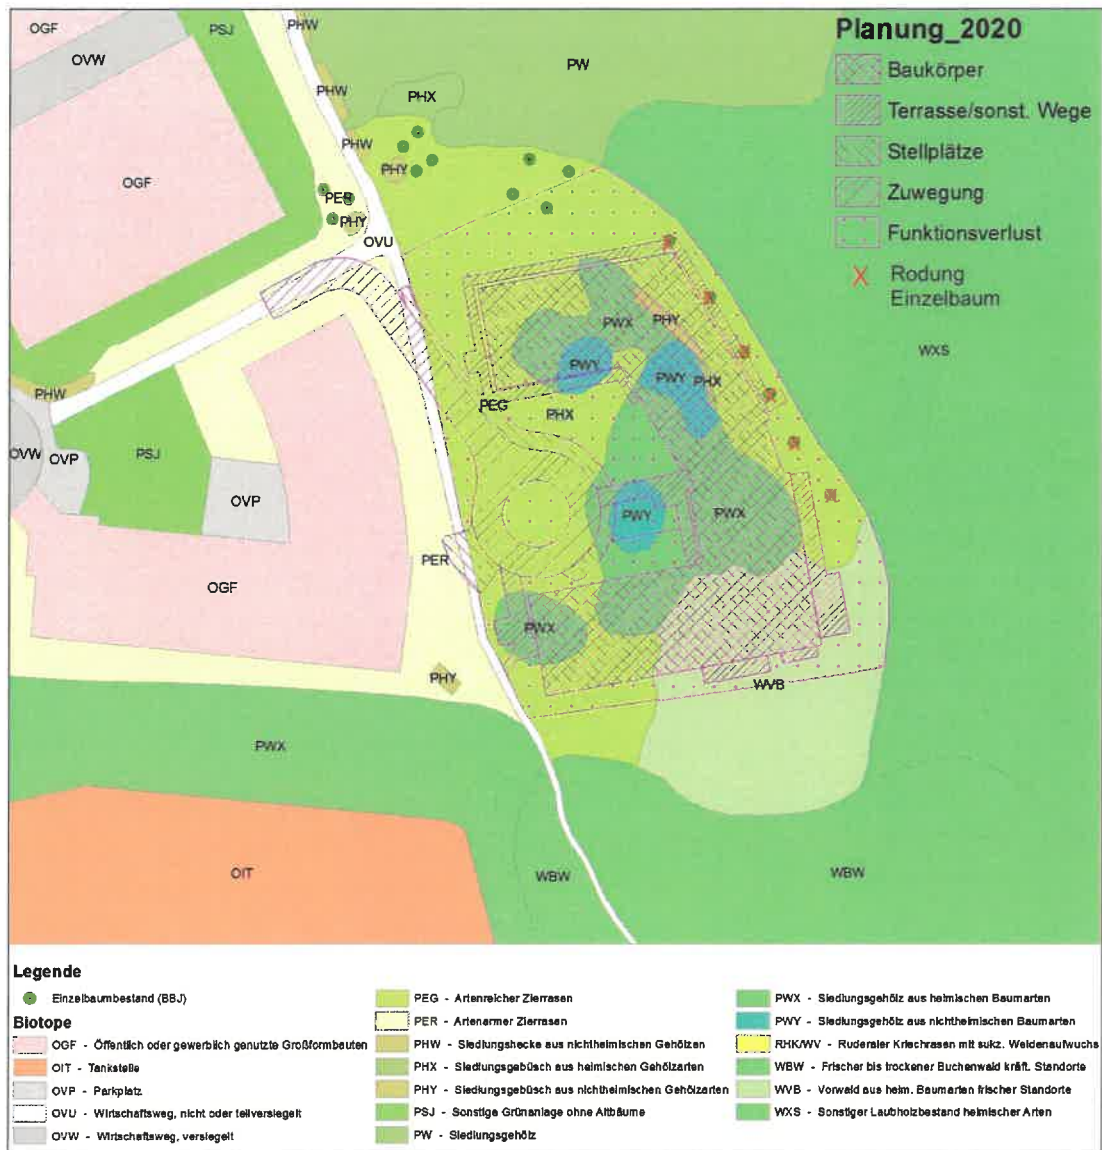 OGF
OVW
PSJ
PHW
PW
Planung_2020
Baukörper
Terrasse/sonst. Wege
Stellplätze
Zuwegung
Funktionsverlust
X Rodung
Einzelbaum
PHW
PHX
PHW
PHY
OGF
PER
PHY
OVU
PWX
PHY
WXS
PWY
PWY
PHX
PHW
PEG
PHX
OVW
OVP
PSJ
OVP
PWY
PWX
PER
OGF
PWX
PHY
WVB
PWX
OIT
WBW
WBW
Legende
Einzelbaumbestand (BBJ)
Biotope
OGF - Öffentlich oder gewerblich genutzte Großformbauten
OIT - Tankstelle
OVP - Parkplatz
OVU - Wirtschaftsweg, nicht oder teilversiegelt
OVW - Wirtschaftsweg, versiegelt
PEG - Artenreicher Zierrasen
PER - Artenarmer Zierrasen
PHW - Siedlungshecke aus nichtheimischen Gehölzen
PHX - Siedlungsgebüsch aus heimischen Gehölzarten
PHY - Siedlungsgebüsch aus nichtheimischen Gehölzarten
PSJ - Sonstige Grünanlage ohne Altbäume
PW - Siedlungsgehölz
PWX - Siedlungsgehölz aus heimischen Baumarten
PWY - Siedlungsgehölz aus nichtheimischen Baumarten
RHK/WV - Ruderaler Kriechrasen mit sukz. Weidenaufwuchs
WBW - Frischer bis trockener Buchenwald kräft. Standorte
WVB - Vorwald aus heim. Baumarten frischer Standorte
WXS - Sonstiger Laubholzbestand heimischer Arten